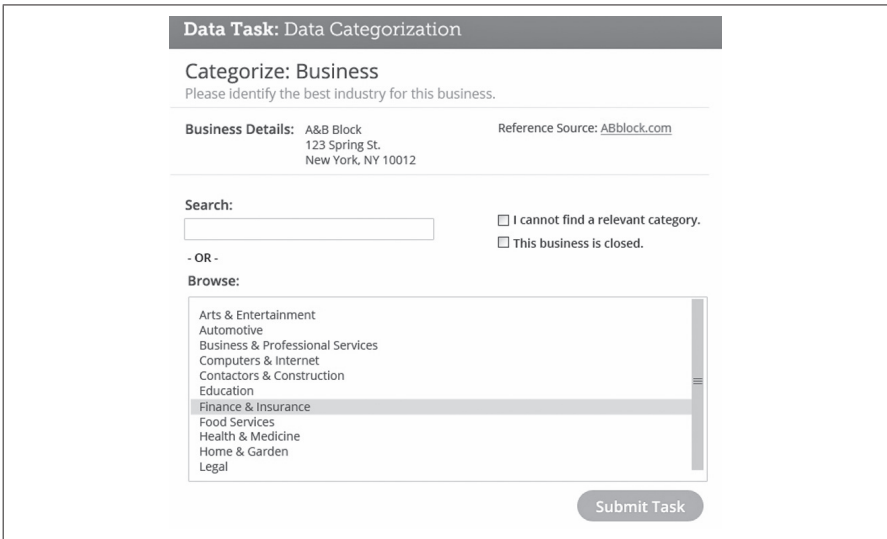 Data Task: Data Categorization
Categorize: Business
Please identify the best industry for this business.
Business Details: A&B Block
123 Spring St.
New York, NY 10012
Reference Source: ABblock.com
Search:
I cannot find a relevant category.
This business is closed.
- OR -
Browse:
Arts & Entertainment
Automotive
Business & Professional Services
Computers & Internet
Contactors & Construction
Education
Finance & Insurance
Food Services
Health & Medicine
Home & Garden
Legal
Submit Task